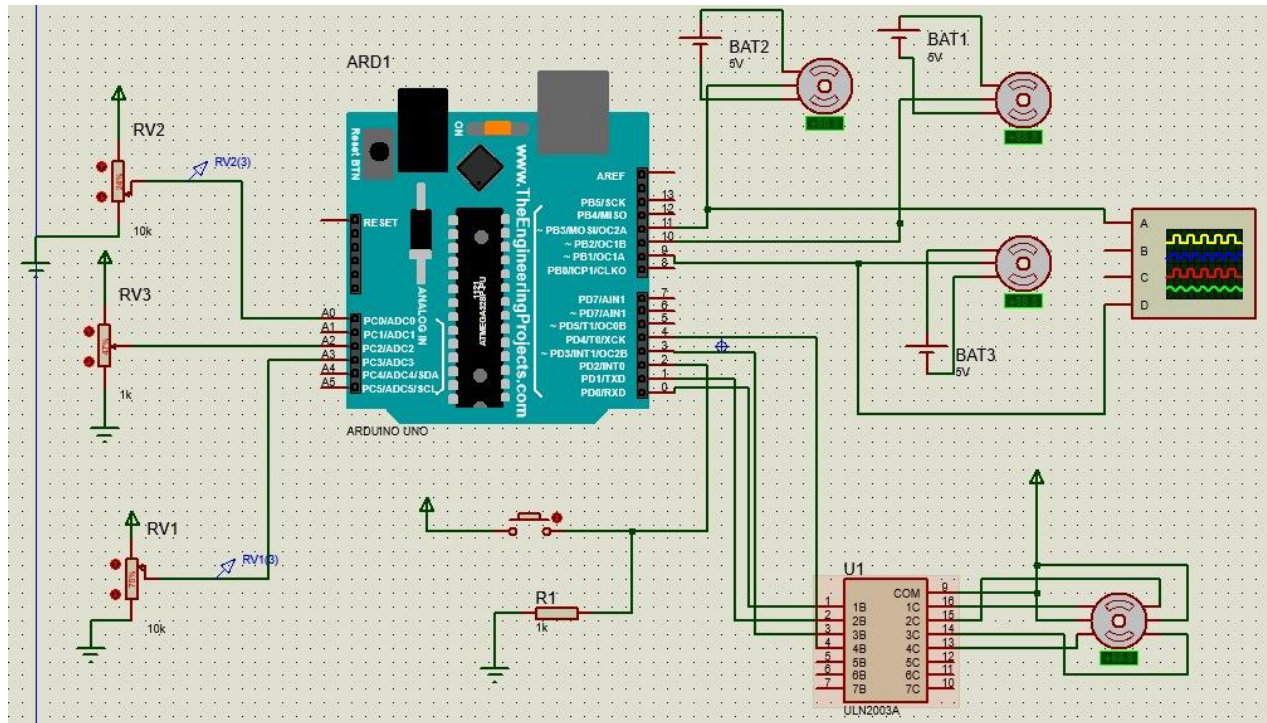 ARD1
BAT2
5V
BAT1
5V
RV2
RV2(3)
24%
10k
Reset BTN
ON
www.TheEngineeringProjects.com
RESET
AREF
PB5/SCK
13
PB4/MISO
12
~ PB3/MOSI/OC2A
11
~ PB2/OC1B
10
~ PB1/OC1A
9
PB0/ICP1/CLKO
8
ANALOG IN
1121
ATMEGA328P-PU
PD7/AIN1
7
~ PD7/AIN1
6
~ PD5/T1/OC0B
5
PD4/T0/XCK
4
~ PD3/INT1/OC2B
3
PD2/INT0
2
PD1/TXD
1
PD0/RXD
0
A
B
C
D
RV3
47%
1k
A0
PC0/ADC0
A1
PC1/ADC1
A2
PC2/ADC2
A3
PC3/ADC3
A4
PC4/ADC4/SDA
A5
PC5/ADC5/SCL
ARDUINO UNO
BAT3
5V
RV1
RV1(3)
10k
R1
1k
U1
1
1B
2
2B
3
3B
4
4B
5
5B
6
6B
7
7B
COM
9
1C
16
2C
15
3C
14
4C
13
5C
12
6C
11
7C
10
ULN2003A